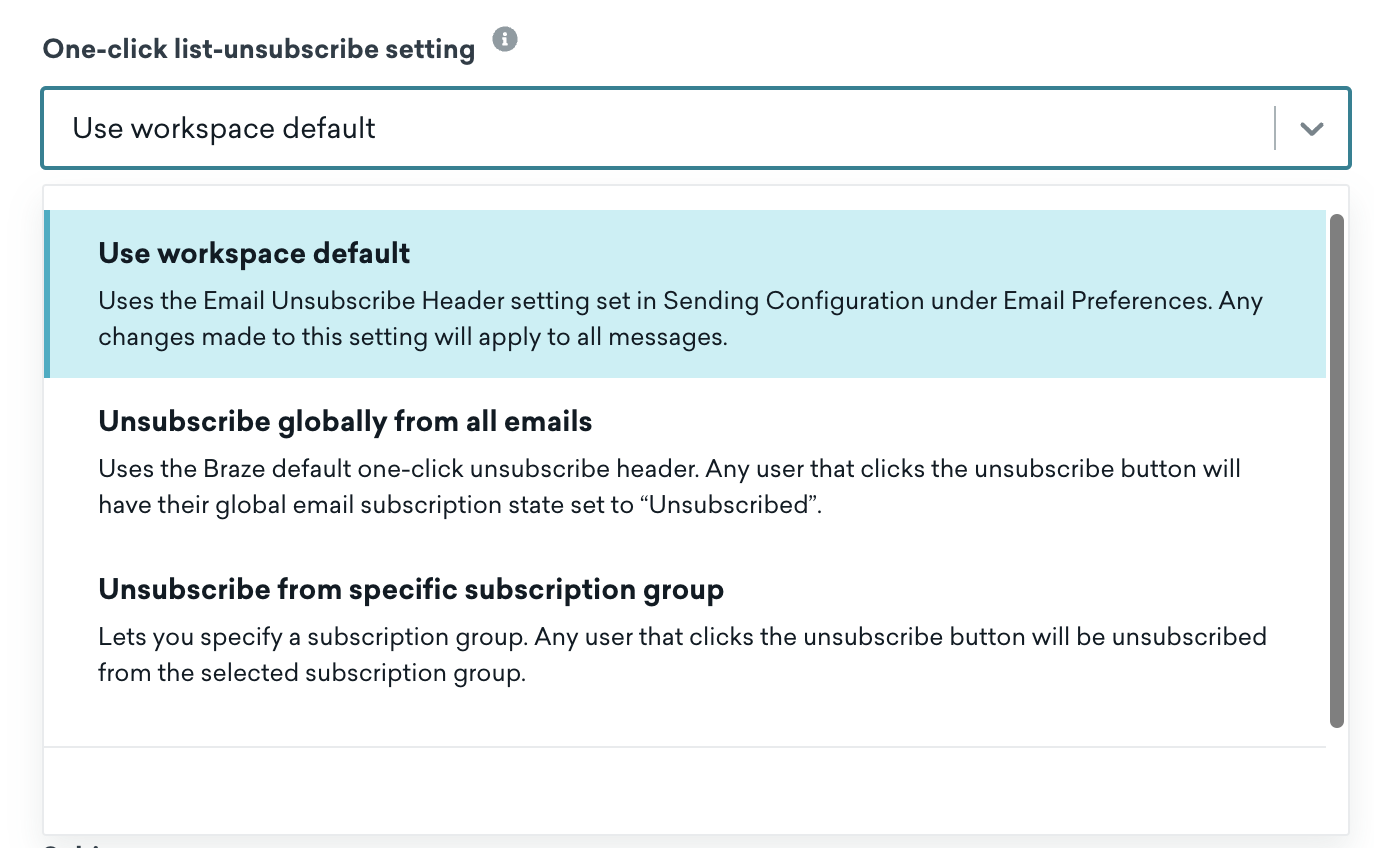 One-click list-unsubscribe setting
Use workspace default
Use workspace default
Uses the Email Unsubscribe Header setting set in Sending Configuration under Email Preferences. Any
changes made to this setting will apply to all messages.
Unsubscribe globally from all emails
Uses the Braze default one-click unsubscribe header. Any user that clicks the unsubscribe button will
have their global email subscription state set to “Unsubscribed”.
Unsubscribe from specific subscription group
Lets you specify a subscription group. Any user that clicks the unsubscribe button will be unsubscribed
from the selected subscription group.